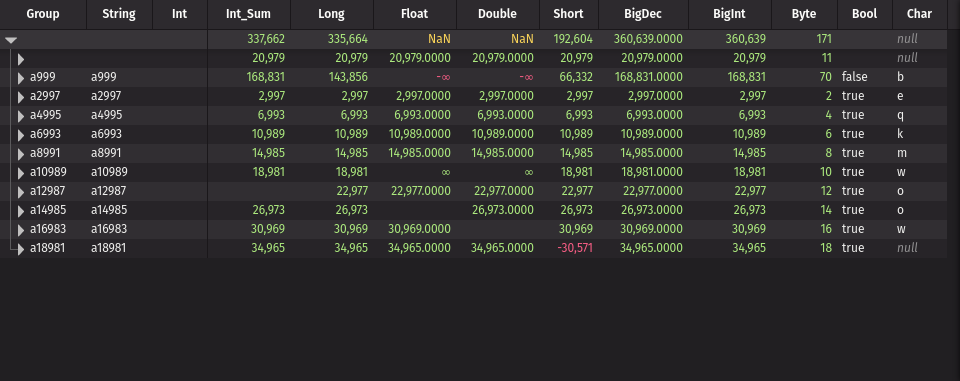 Group String Int Int_Sum Long Float Double Short BigDec BigInt Byte Bool Char
337,662 335,664 NaN NaN 192,604 360,639.0000 360,639 171 null
20,979 20,979 20,979.0000 20,979.0000 20,979 20,979.0000 20,979 11 null
a999 a999 168,831 143,856 -∞ -∞ 66,332 168,831.0000 168,831 70 false b
a2997 a2997 2,997 2,997 2,997.0000 2,997.0000 2,997 2,997.0000 2,997 2 true e
a4995 a4995 6,993 6,993 6,993.0000 6,993.0000 6,993 6,993.0000 6,993 4 true q
a6993 a6993 10,989 10,989 10,989.0000 10,989.0000 10,989 10,989.0000 10,989 6 true k
a8991 a8991 14,985 14,985 14,985.0000 14,985.0000 14,985 14,985.0000 14,985 8 true m
a10989 a10989 18,981 18,981 ∞ ∞ 18,981 18,981.0000 18,981 10 true w
a12987 a12987 22,977 22,977.0000 22,977.0000 22,977 22,977.0000 22,977 12 true o
a14985 a14985 26,973 26,973 26,973.0000 26,973 26,973.0000 26,973 14 true o
a16983 a16983 30,969 30,969 30,969.0000 30,969 30,969.0000 30,969 16 true w
a18981 a18981 34,965 34,965 34,965.0000 34,965.0000 -30,571 34,965.0000 34,965 18 true null